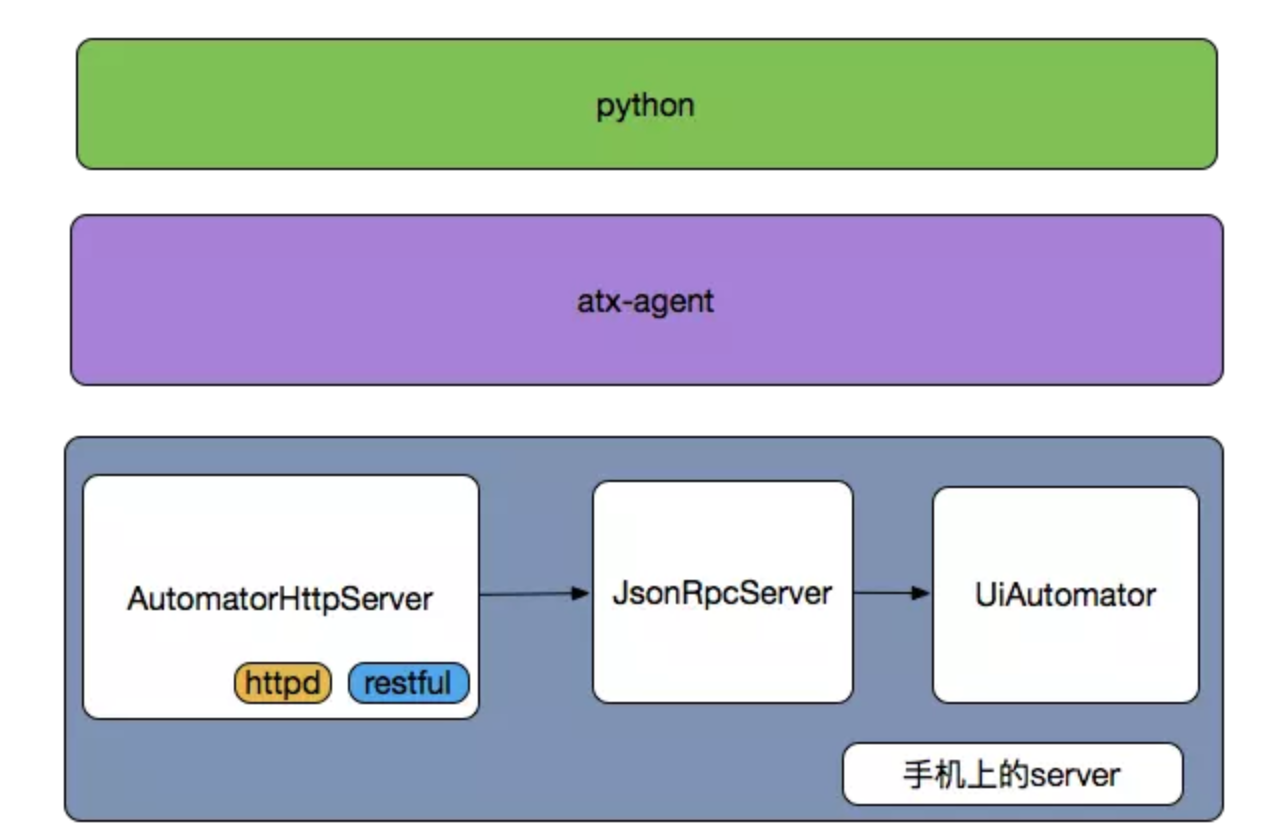 python
atx-agent
AutomatorHttpServer
JsonRpcServer
UiAutomator
httpd
restful
手机上的server